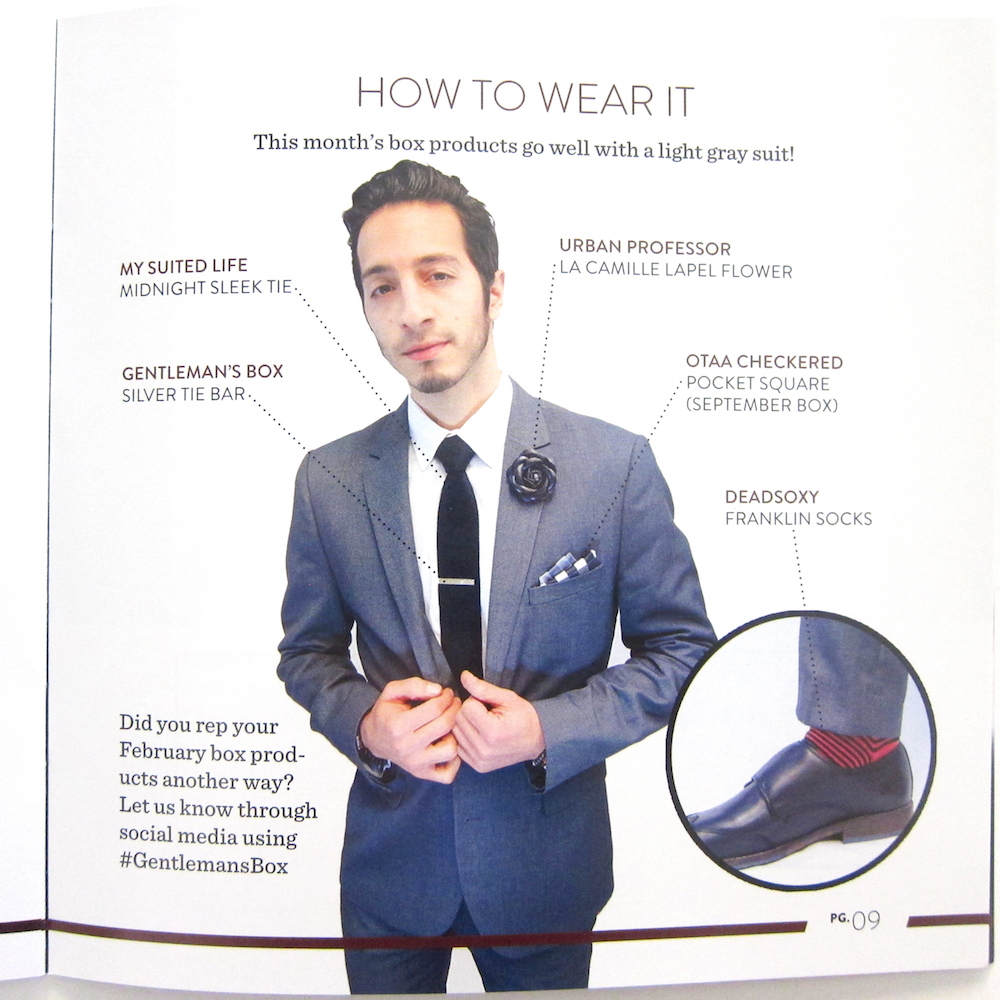 HOW TO WEAR IT
This month's box products go well with a light gray suit!
MY SUITED LIFE
MIDNIGHT SLEEK TIE
GENTLEMAN'S BOX
SILVER TIE BAR
URBAN PROFESSOR
LA CAMILLE LAPEL FLOWER
OTAA CHECKERED
POCKET SQUARE
(SEPTEMBER BOX)
DEADSOXY
FRANKLIN SOCKS
Did you rep your
February box prod-
ucts another way?
Let us know through
social media using
#GentlemansBox
PG. 09